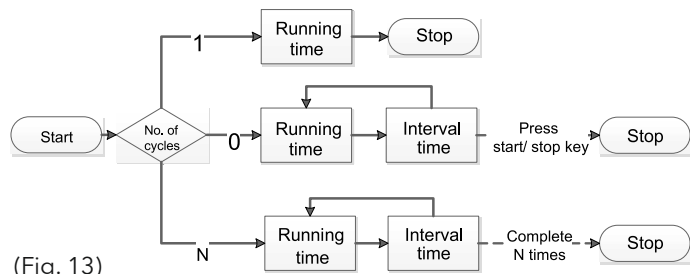 1
Running
time
Stop
Start
No. of
cycles
0
Running
time
Interval
time
Press
start/ stop key
Stop
N
Running
time
Interval
time
Complete
N times
Stop
(Fig. 13)